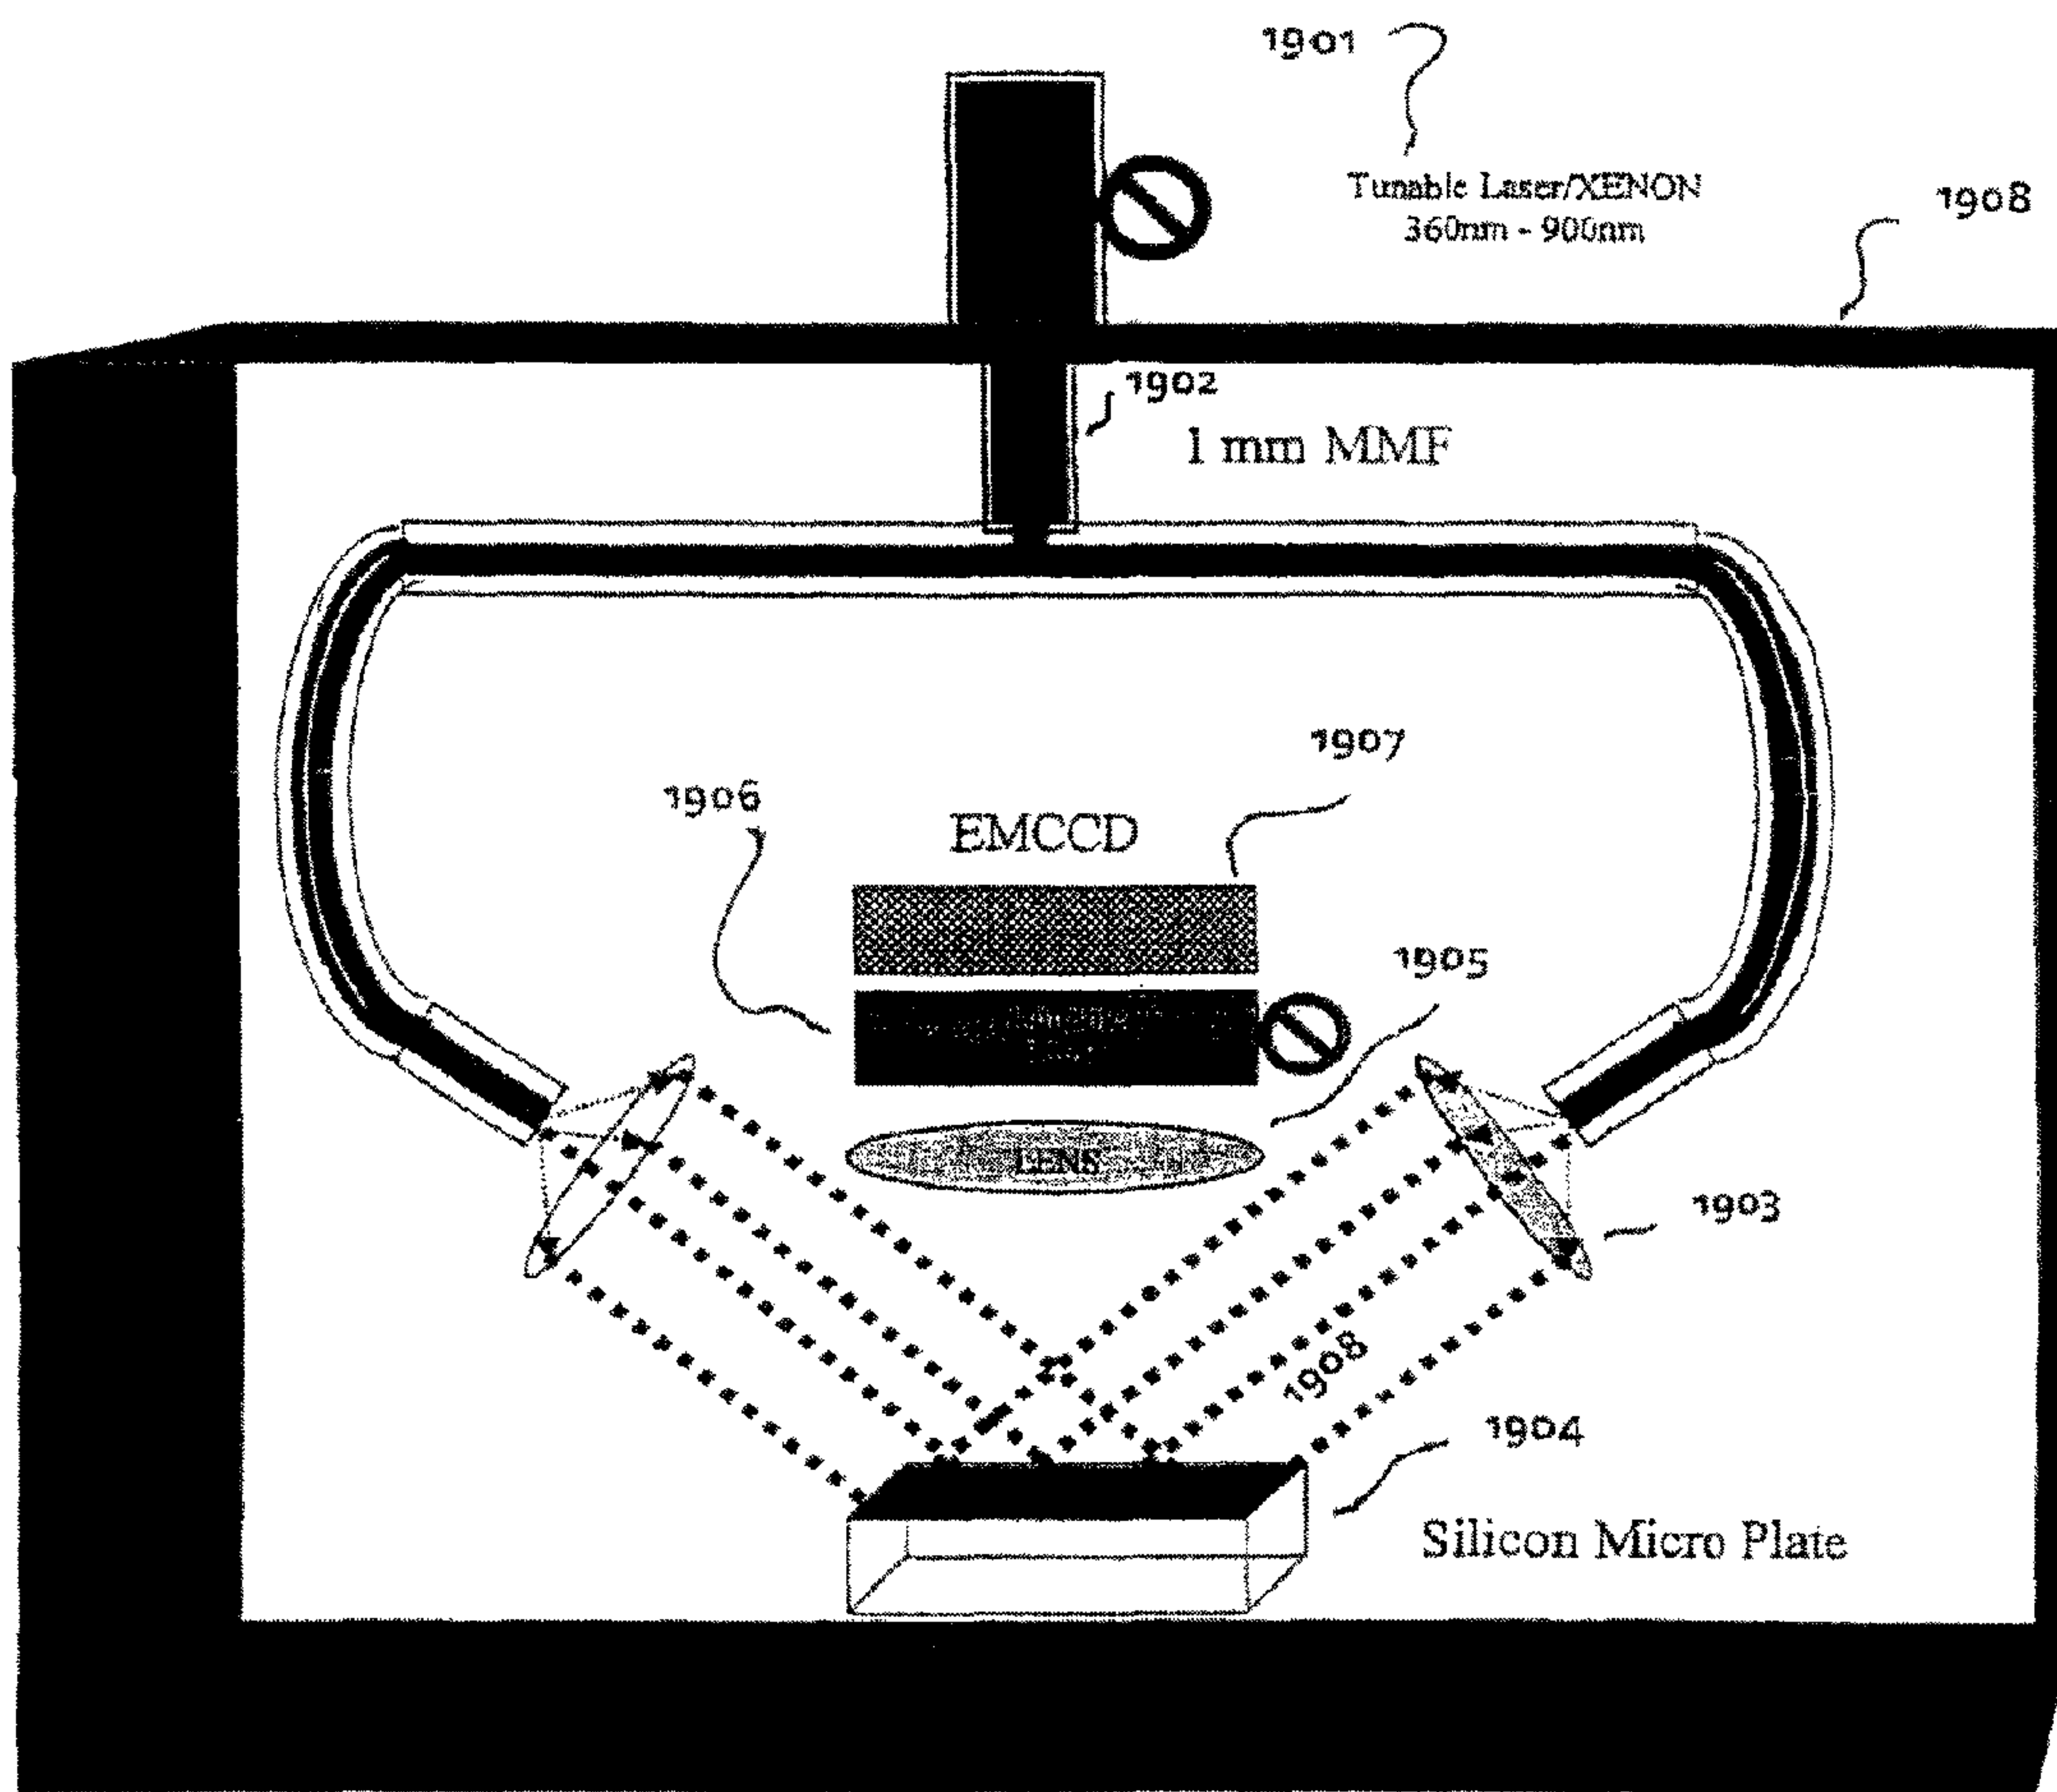 1901
Tunable Laser/XENON
360nm - 900nm
1908
1902
1 mm MMF
1907
1906
EMCCD
1905
LENS
1903
1908
1904
Silicon Micro Plate